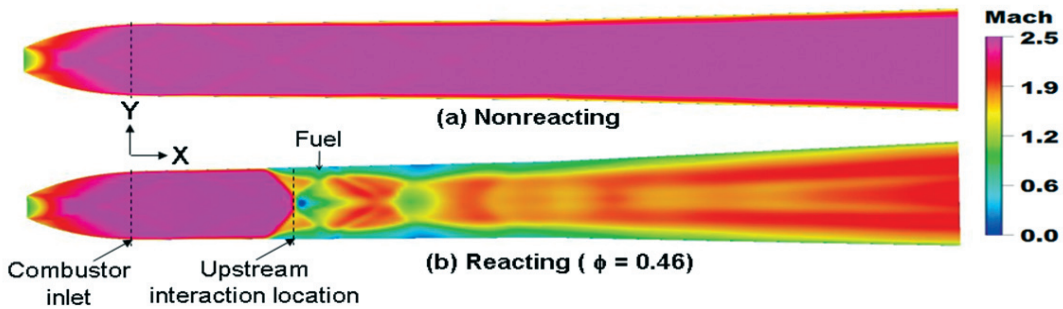 Mach
2.5
1.9
1.2
0.6
0.0
(a) Nonreacting
Y
X
Fuel
Combustor
inlet
Upstream
interaction location
(b) Reacting ( ϕ = 0.46)